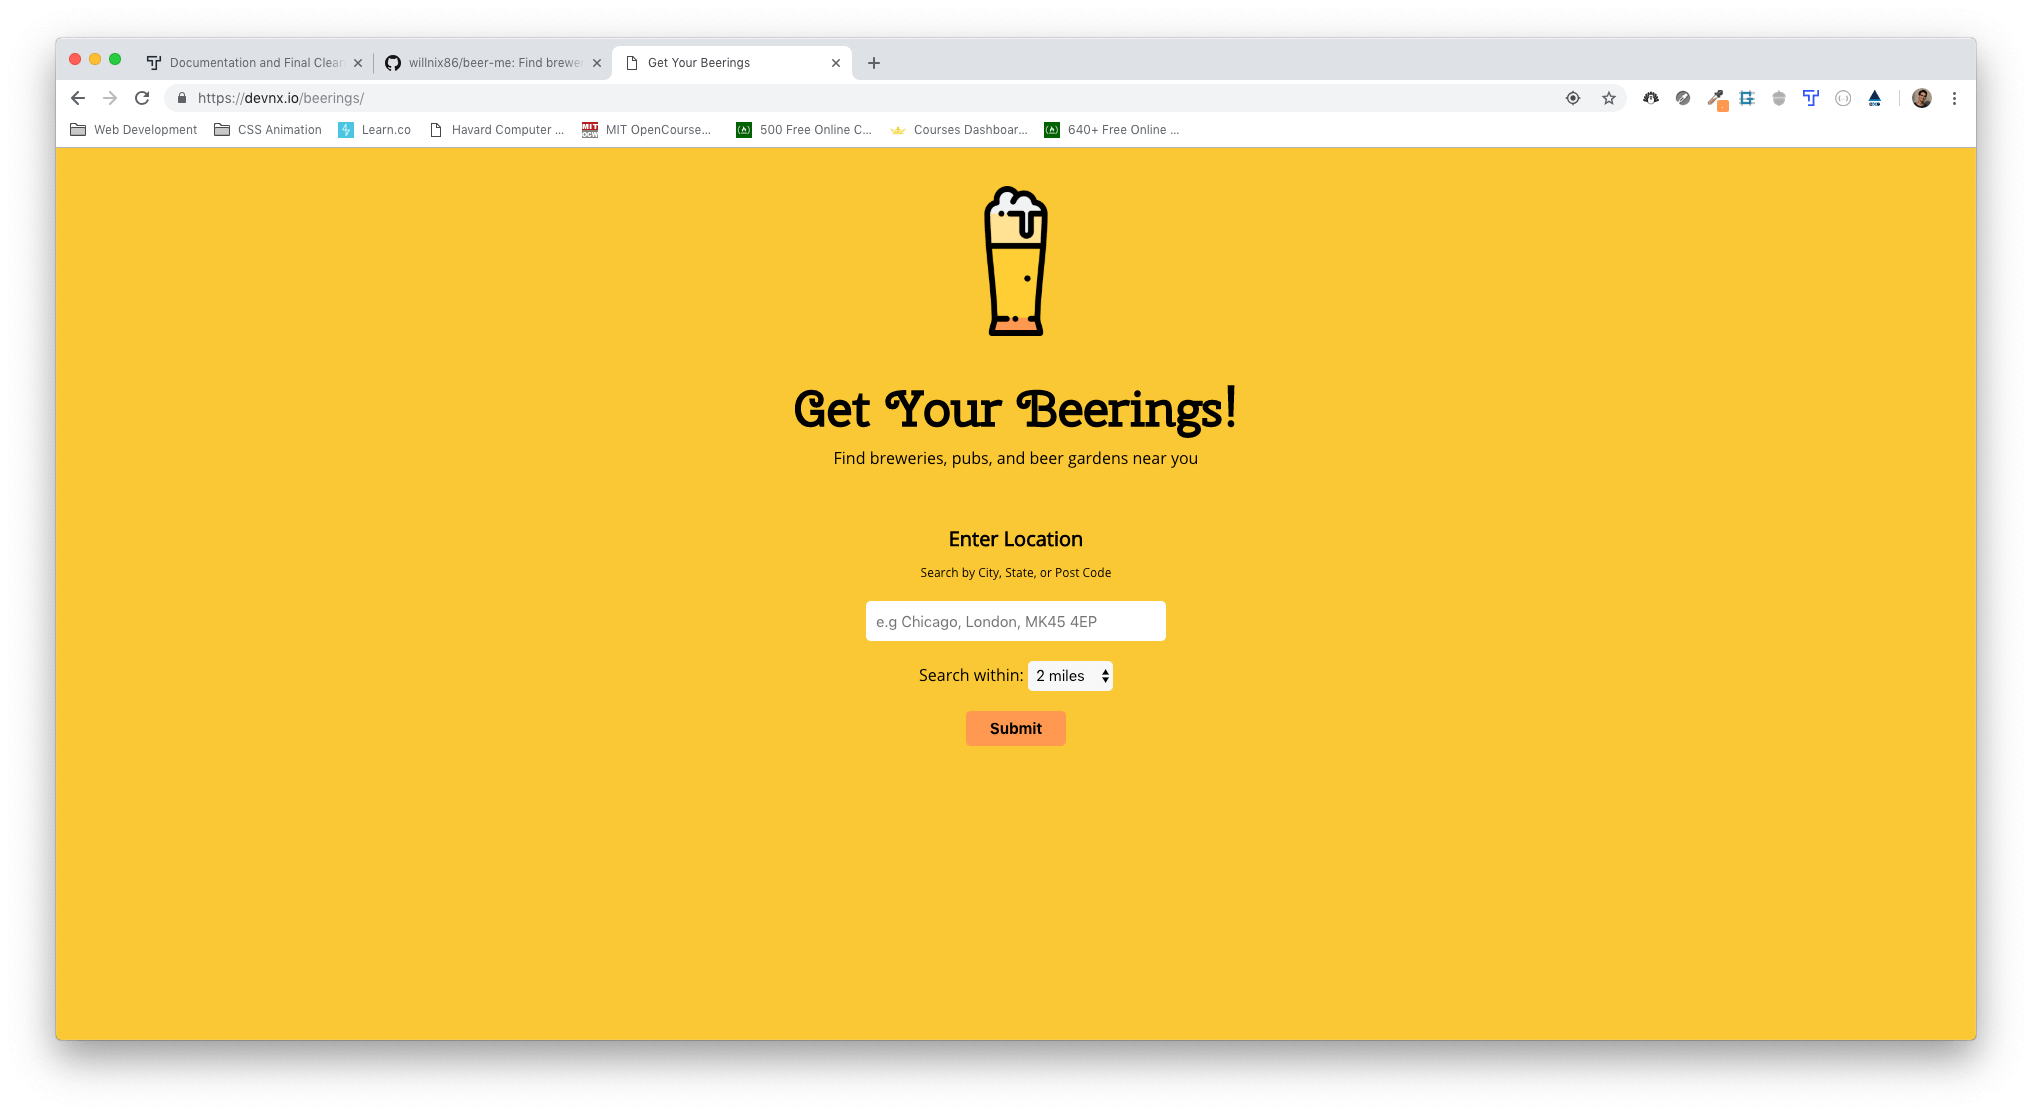 Documentation and Final Clean
willnix86/beer-me: Find brewe
Get Your Beerings
https://devnx.io/beerings/
Web Development
CSS Animation
Learn.co
Havard Computer ...
MIT OpenCourse...
500 Free Online C...
Courses Dashboar...
640+ Free Online ...
Get Your Beerings!
Find breweries, pubs, and beer gardens near you
Enter Location
Search by City, State, or Post Code
e.g Chicago, London, MK45 4EP
Search within: 2 miles
Submit